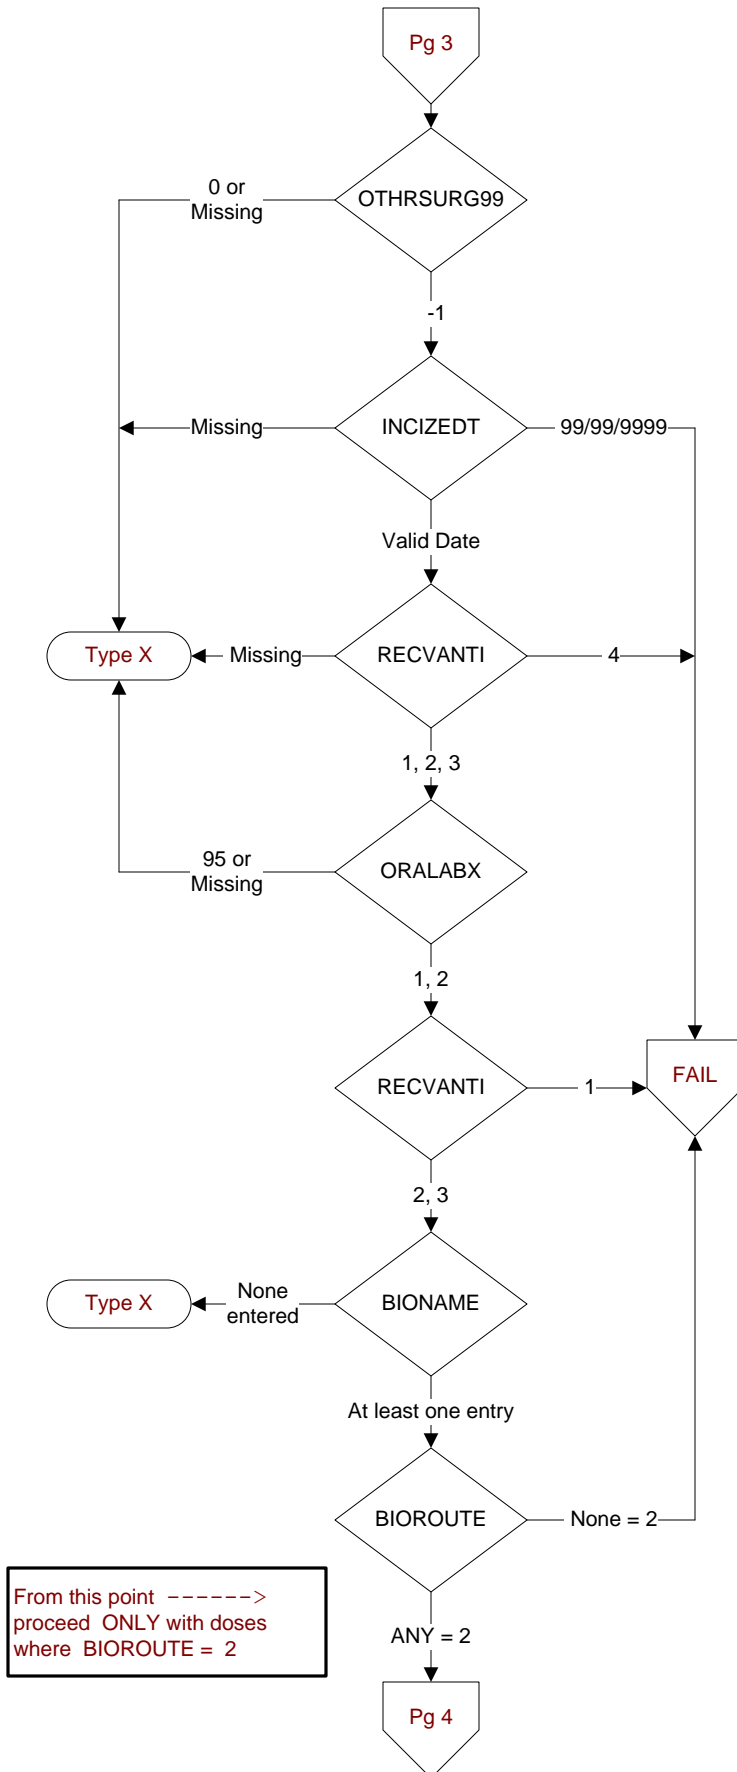 Pg 3
OTHRSURG99
0 or
Missing
-1
INCIZEDT
Missing
99/99/9999
Valid Date
RECVANTI
Type X
Missing
4
1, 2, 3
ORALABX
95 or
Missing
1, 2
RECVANTI
1
FAIL
2, 3
BIONAME
Type X
None
entered
At least one entry
BIOROUTE
None = 2
From this point ------>
proceed ONLY with doses
where BIOROUTE = 2
ANY = 2
Pg 4